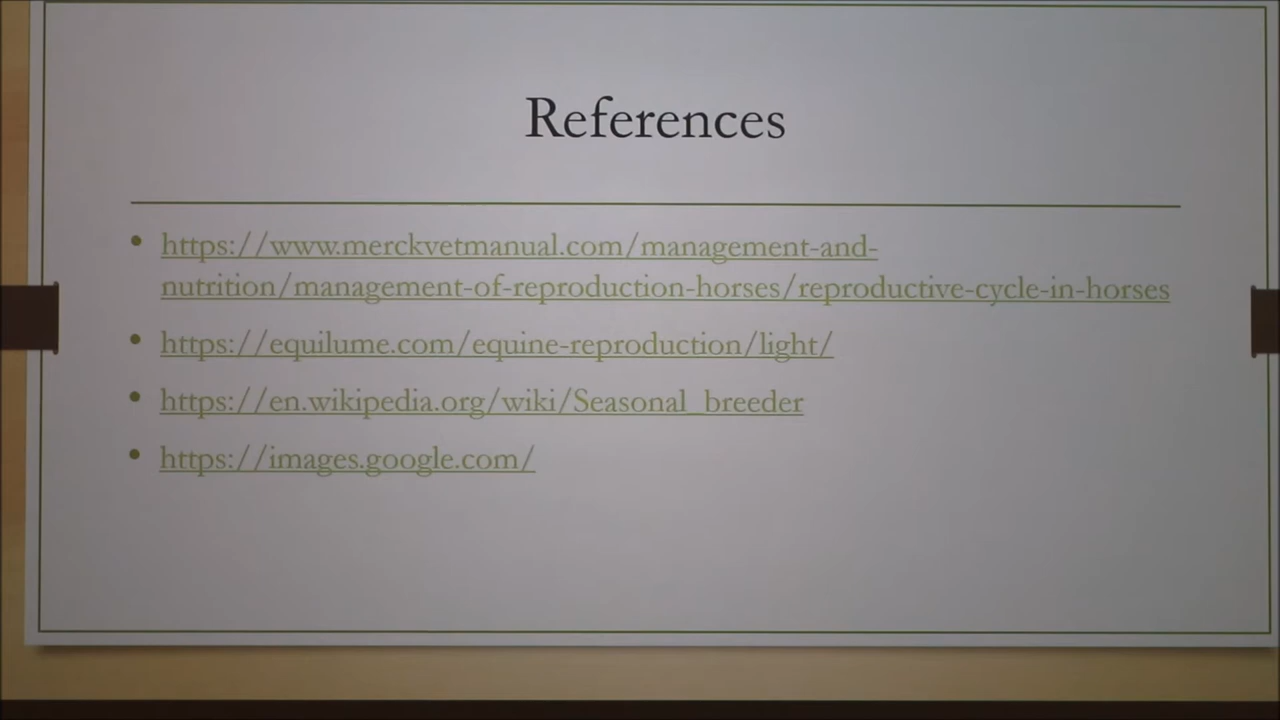 References
https://www.merckvetmanual.com/management-and-
nutrition/management-of-reproduction-horses/reproductive-cycle-in-horses
https://equilume.com/equine-reproduction/light/
https://en.wikipedia.org/wiki/Seasonal_breeder
https://images.google.com/